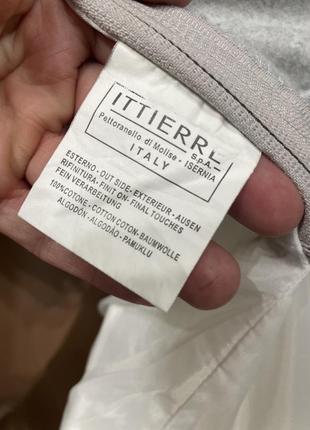 ITTIERRE
S.P.A.
Pettoranello di Molise - ISERNIA
ITALY
ESTERNO - OUT SIDE - EXTERIEUR - AUSEN
RIFINITURA - FINIT ON - FINAL TOUCHES
FEIN VERARBEITUNG
100%COTONE - COTTON COTON - BAUMWOLLE
ALGODÓN - ALGODÃO - PAMUKLU